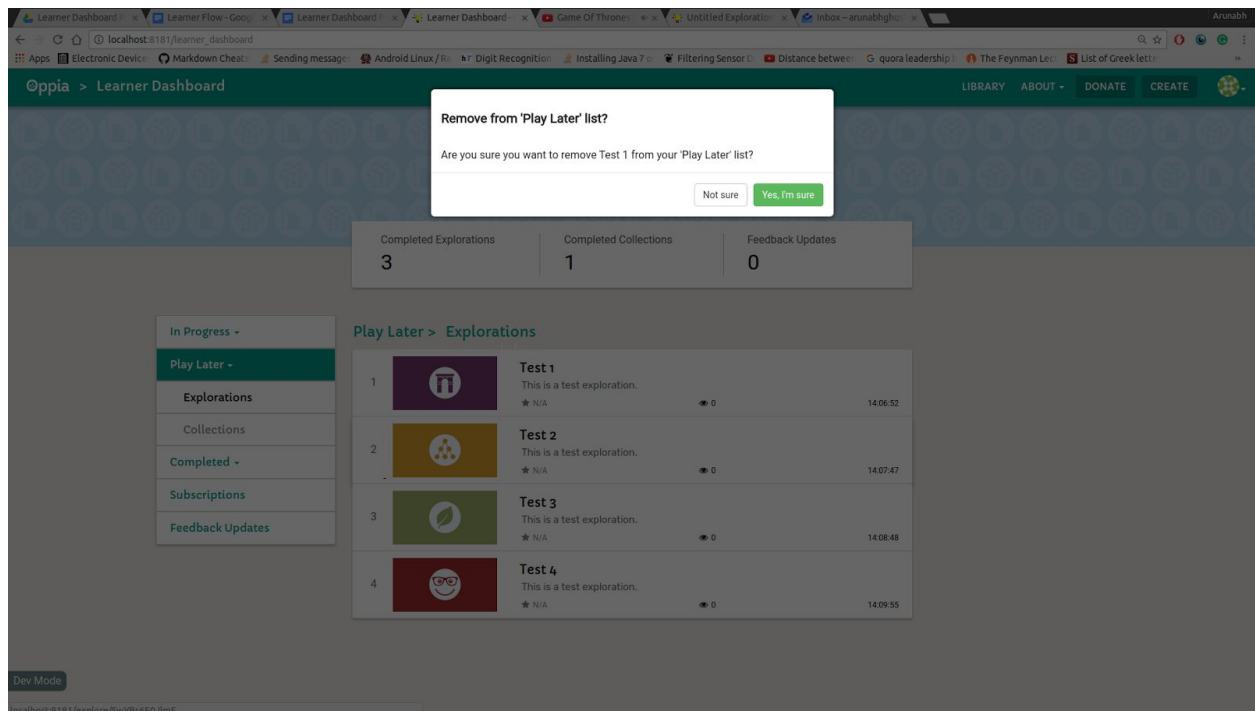 Learner Dashboard P
Learner Flow - Goog
Learner Dashboard P
Learner Dashboard -
Game Of Thrones
Untitled Exploration
Inbox – arunabhghos
Arunabh
localhost:8181/learner_dashboard
Apps
Electronic Device
Markdown Cheat
Sending message
Android Linux / R
Digit Recognition
Installing Java 7 o
Filtering Sensor D
Distance betwee
quora leadership
The Feynman Lec
List of Greek lette
Oppia > Learner Dashboard
LIBRARY ABOUT DONATE CREATE
Remove from 'Play Later' list?
Are you sure you want to remove Test 1 from your 'Play Later' list?
Not sure Yes, I'm sure
Completed Explorations Completed Collections Feedback Updates
3 1 0
In Progress
Play Later
Explorations
Collections
Completed
Subscriptions
Feedback Updates
Play Later > Explorations
1
Test 1
This is a test exploration.
N/A 0 14:06:52
2
Test 2
This is a test exploration.
N/A 0 14:07:47
3
Test 3
This is a test exploration.
N/A 0 14:08:48
4
Test 4
This is a test exploration.
N/A 0 14:09:55
Dev Mode